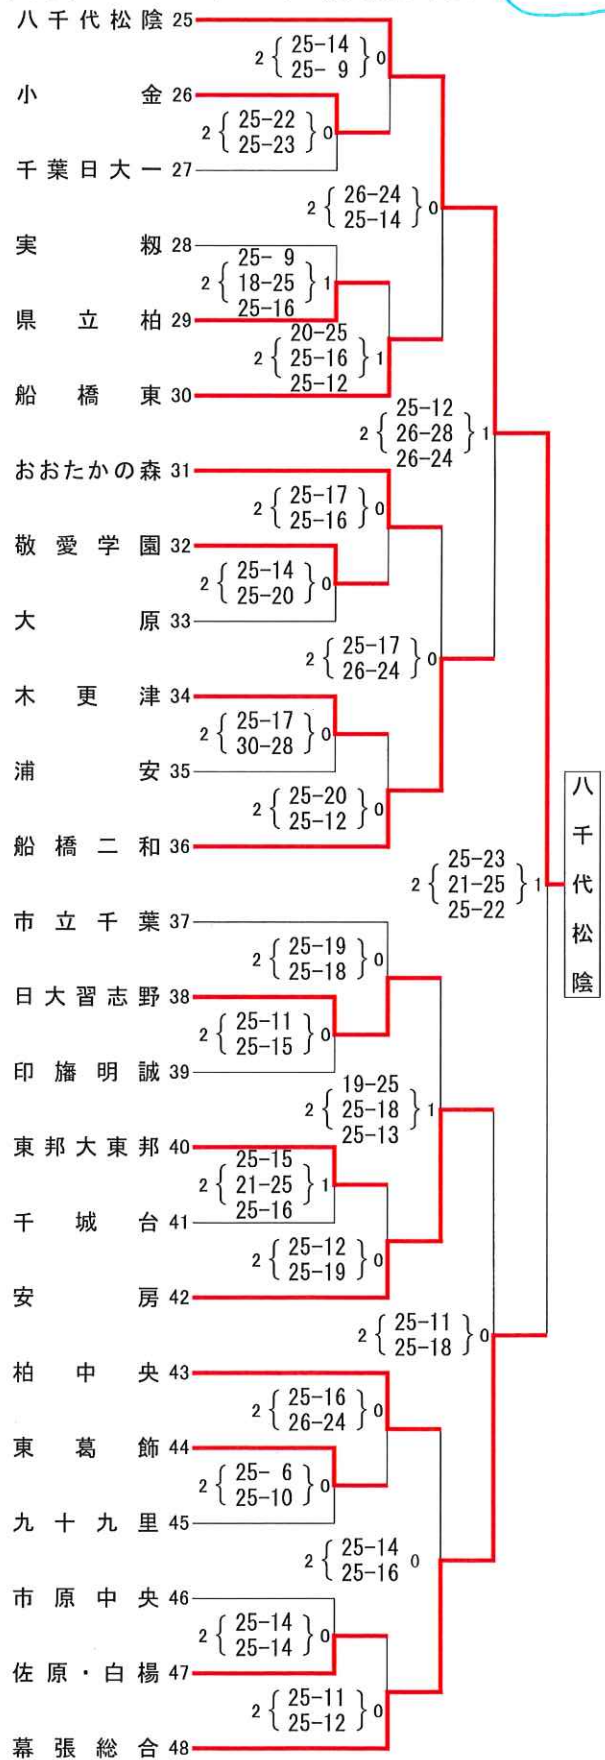 八千代松陰 25
2 { 25-14 } 0
25- 9
小金 26
2 { 25-22 } 0
25-23
千葉日大一 27
2 { 26-24 } 0
25-14
実籾 28
25- 9
2 { 18-25 } 1
25-16
県立柏 29
20-25
2 { 25-16 } 1
25-12
船橋東 30
25-12
2 { 26-28 } 1
26-24
おおたかの森 31
2 { 25-17 } 0
25-16
敬愛学園 32
2 { 25-14 } 0
25-20
大原 33
2 { 25-17 } 0
26-24
木更津 34
2 { 25-17 } 0
30-28
浦安 35
2 { 25-20 } 0
25-12
船橋二和 36
25-23
2 { 21-25 } 1
25-22
八千代松陰
市立千葉 37
2 { 25-19 } 0
25-18
日大習志野 38
2 { 25-11 } 0
25-15
印旛明誠 39
19-25
2 { 25-18 } 1
25-13
東邦大東邦 40
25-15
2 { 21-25 } 1
25-16
千城台 41
2 { 25-12 } 0
25-19
安房 42
2 { 25-11 } 0
25-18
柏中央 43
2 { 25-16 } 0
26-24
東葛飾 44
2 { 25- 6 } 0
25-10
九十九里 45
2 { 25-14 0
25-16
市原中央 46
2 { 25-14 } 0
25-14
佐原・白楊 47
2 { 25-11 } 0
25-12
幕張総合 48